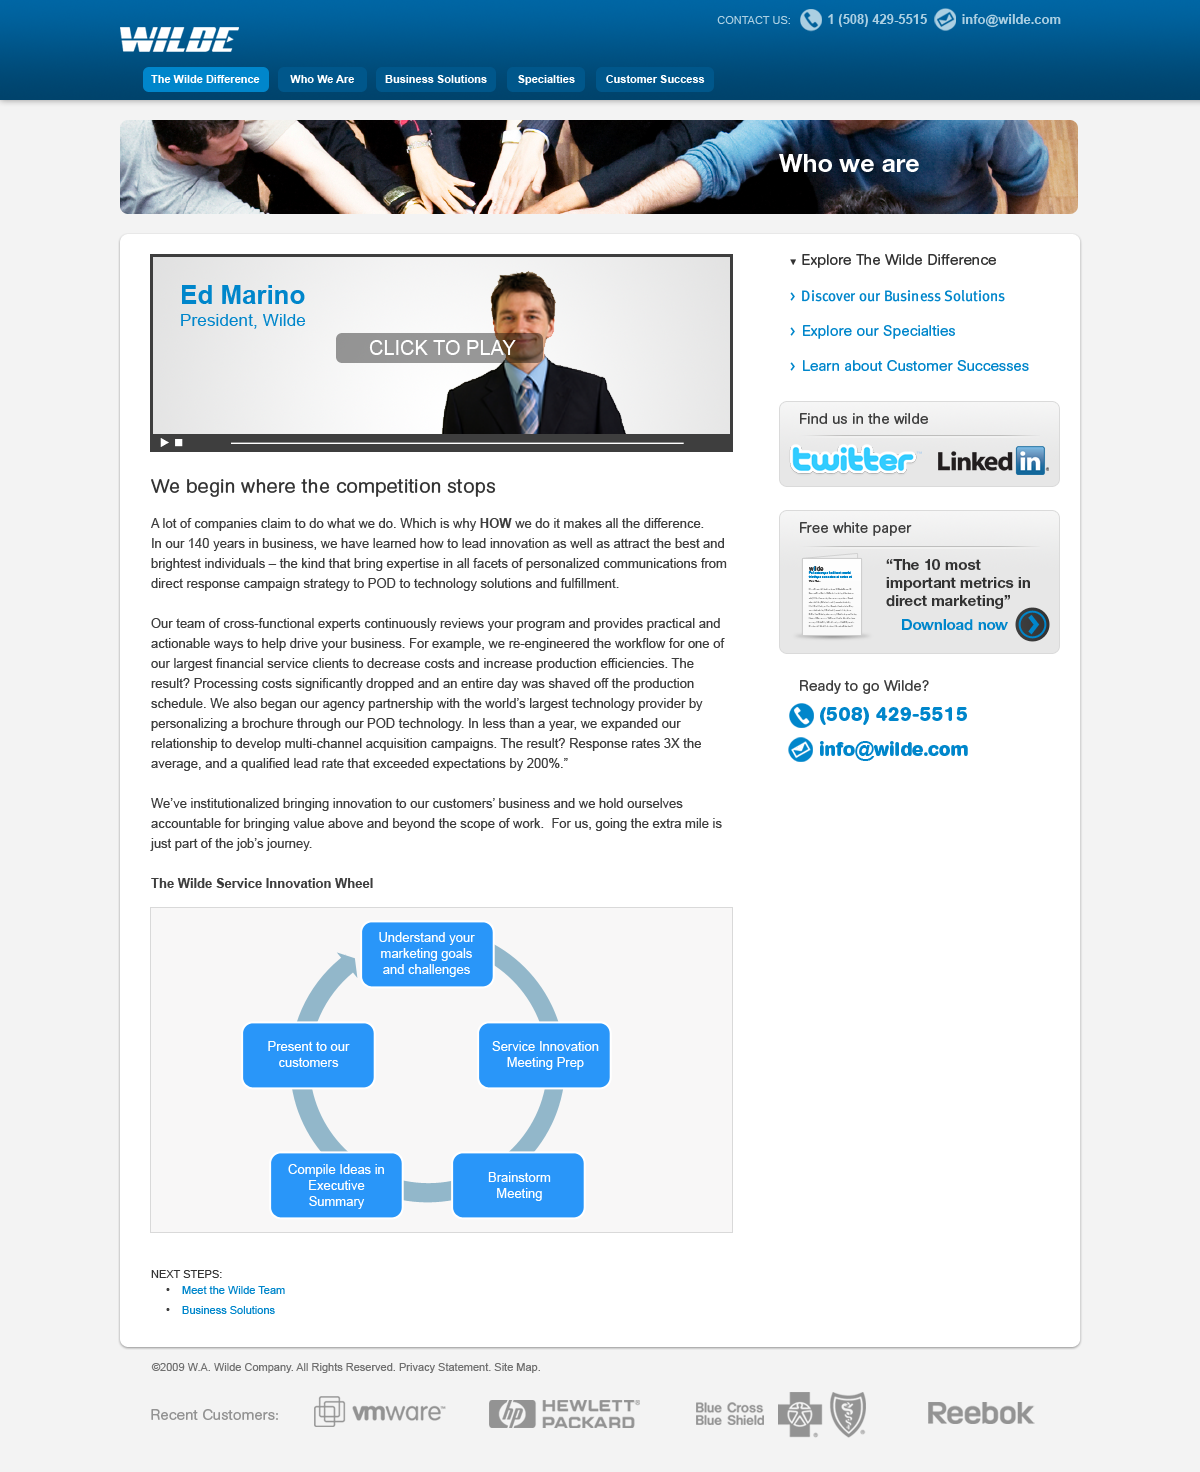 CONTACT US: 1 (508) 429-5515 info@wilde.com
WILDE
The Wilde Difference Who We Are Business Solutions Specialties Customer Success
Who we are
Ed Marino
President, Wilde
CLICK TO PLAY
We begin where the competition stops
A lot of companies claim to do what we do. Which is why HOW we do it makes all the difference.
In our 140 years in business, we have learned how to lead innovation as well as attract the best and
brightest individuals – the kind that bring expertise in all facets of personalized communications from
direct response campaign strategy to POD to technology solutions and fulfillment.
Our team of cross-functional experts continuously reviews your program and provides practical and
actionable ways to help drive your business. For example, we re-engineered the workflow for one of
our largest financial service clients to decrease costs and increase production efficiencies. The
result? Processing costs significantly dropped and an entire day was shaved off the production
schedule. We also began our agency partnership with the world's largest technology provider by
personalizing a brochure through our POD technology. In less than a year, we expanded our
relationship to develop multi-channel acquisition campaigns. The result? Response rates 3X the
average, and a qualified lead rate that exceeded expectations by 200%.”
We've institutionalized bringing innovation to our customers' business and we hold ourselves
accountable for bringing value above and beyond the scope of work. For us, going the extra mile is
just part of the job's journey.
The Wilde Service Innovation Wheel
Understand your
marketing goals
and challenges
Present to our
customers
Service Innovation
Meeting Prep
Compile Ideas in
Executive
Summary
Brainstorm
Meeting
NEXT STEPS:
• Meet the Wilde Team
• Business Solutions
▾ Explore The Wilde Difference
› Discover our Business Solutions
› Explore our Specialties
› Learn about Customer Successes
Find us in the wilde
twitter LinkedIn
Free white paper
wilde
“The 10 most
important metrics in
direct marketing”
Download now
Ready to go Wilde?
(508) 429-5515
info@wilde.com
©2009 W.A. Wilde Company. All Rights Reserved. Privacy Statement. Site Map.
Recent Customers:
vmware
hp HEWLETT®
PACKARD
Blue Cross
Blue Shield
Reebok